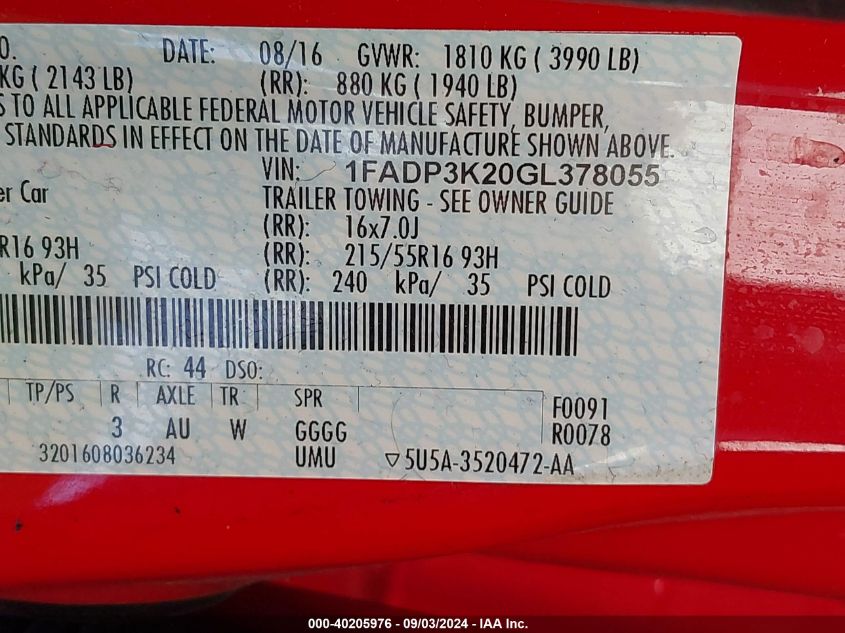 O. DATE: 08/16 GVWR: 1810 KG ( 3990 LB)
KG ( 2143 LB) (RR): 880 KG ( 1940 LB)
S TO ALL APPLICABLE FEDERAL MOTOR VEHICLE SAFETY, BUMPER,
STANDARDS IN EFFECT ON THE DATE OF MANUFACTURE SHOWN ABOVE.
VIN: 1FADP3K20GL378055
er Car TRAILER TOWING - SEE OWNER GUIDE
(RR): 16x7.0J
R16 93H (RR): 215/55R16 93H
kPa/ 35 PSI COLD (RR): 240 kPa/ 35 PSI COLD
RC: 44 DSO:
TP/PS R AXLE TR SPR F0091
3 AU W GGGG R0078
3201608036234 UMU 5U5A-3520472-AA
000-40205976 - 09/03/2024 - IAA Inc.